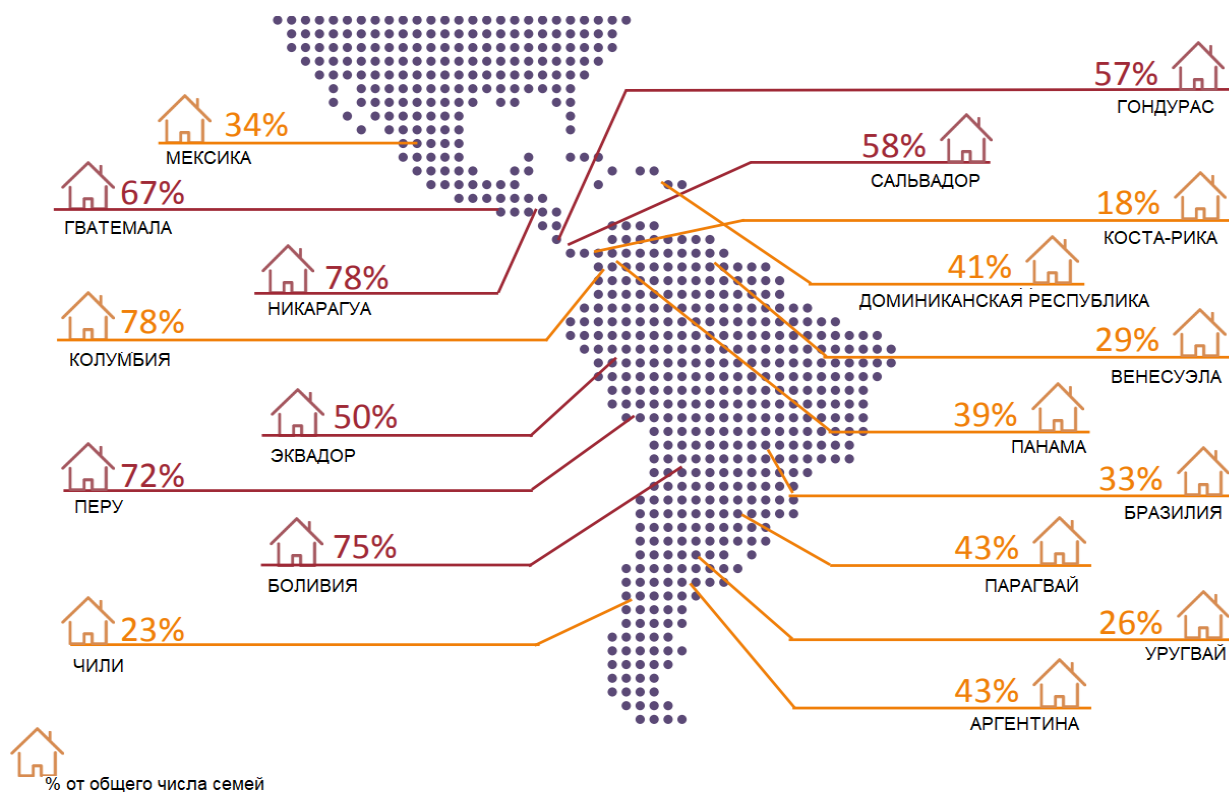 57%
ГОНДУРАС
34%
МЕКСИКА
58%
САЛЬВАДОР
67%
ГВАТЕМАЛА
18%
КОСТА-РИКА
78%
НИКАРАГУА
41%
ДОМИНИКАНСКАЯ РЕСПУБЛИКА
78%
КОЛУМБИЯ
29%
ВЕНЕСУЭЛА
50%
ЭКВАДОР
39%
ПАНАМА
72%
ПЕРУ
33%
БРАЗИЛИЯ
75%
БОЛИВИЯ
43%
ПАРАГВАЙ
23%
ЧИЛИ
26%
УРУГВАЙ
43%
АРГЕНТИНА
% от общего числа семей